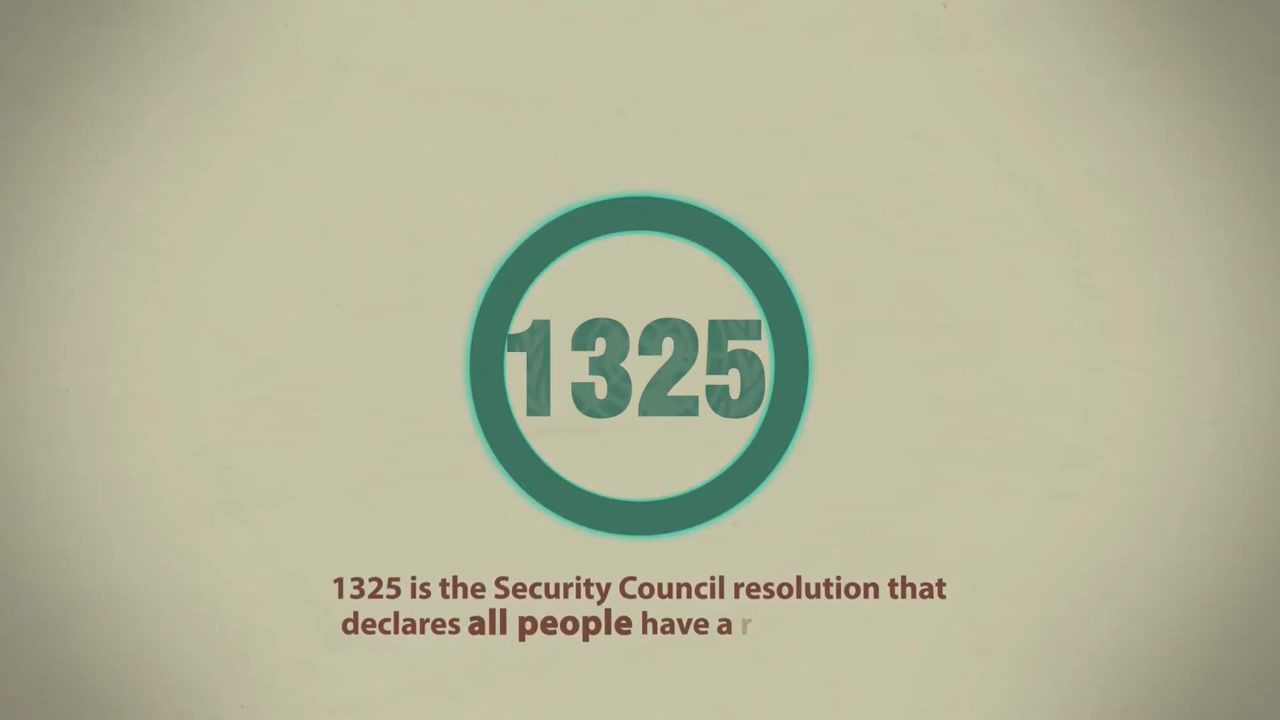 1325
1325 is the Security Council resolution that
declares all people have a r